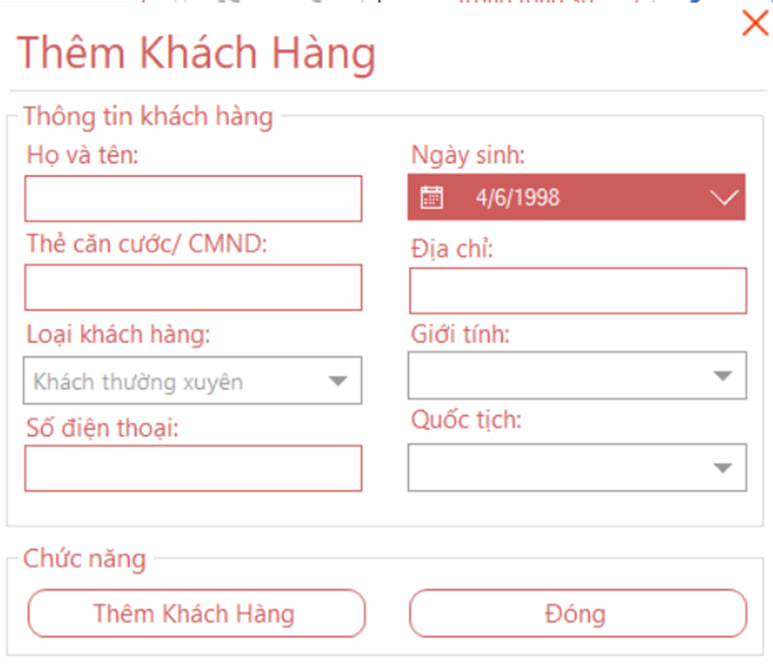 Thêm Khách Hàng
Thông tin khách hàng
Họ và tên:
Ngày sinh:
4/6/1998
Thẻ căn cước/ CMND:
Địa chỉ:
Loại khách hàng:
Giới tính:
Khách thường xuyên
Số điện thoại:
Quốc tịch:
Chức năng
Thêm Khách Hàng
Đóng